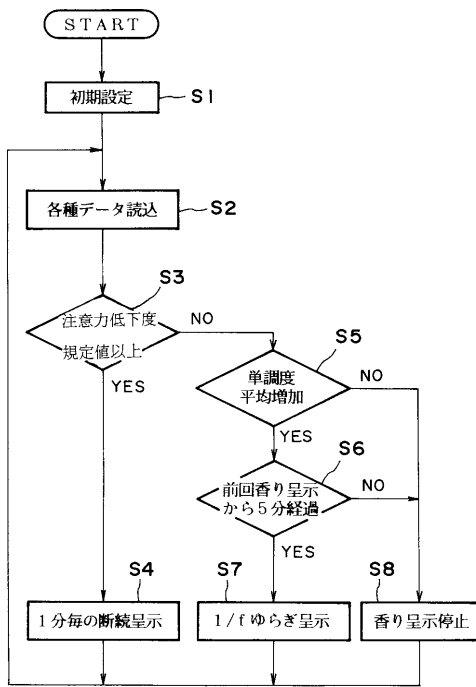 START
初期設定
S1
各種データ読込
S2
S3
注意力低下度
規定値以上
NO
YES
S5
単調度
平均増加
NO
YES
S6
前回香り呈示
から5分経過
NO
YES
S4
1分毎の断続呈示
S7
1/fゆらぎ呈示
S8
香り呈示停止